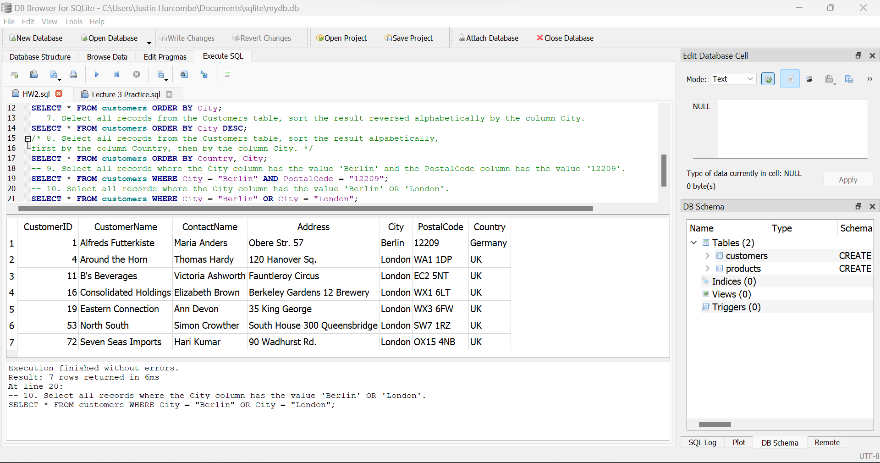 DB Browser for SQLite - C:\Users\Justin Hurcombe\Documents\sqlite\mydb.db
File Edit View Tools Help
New Database Open Database Write Changes Revert Changes Open Project Save Project Attach Database Close Database
Database Structure Browse Data Edit Pragmas Execute SQL
HW2.sql Lecture 3 Practice.sql
12 SELECT * FROM customers ORDER BY City;
13 -- 7. Select all records from the Customers table, sort the result reversed alphabetically by the column City.
14 SELECT * FROM customers ORDER BY City DESC;
15 /* 8. Select all records from the Customers table, sort the result alpabetically,
16 first by the column Country, then by the column City. */
17 SELECT * FROM customers ORDER BY Country, City;
18 -- 9. Select all records where the City column has the value 'Berlin' and the PostalCode column has the value '12209'.
19 SELECT * FROM customers WHERE City = "Berlin" AND PostalCode = "12209";
20 -- 10. Select all records where the City column has the value 'Berlin' OR 'London'.
21 SELECT * FROM customers WHERE City = "Berlin" OR City = "London";
CustomerID CustomerName ContactName Address City PostalCode Country
1 1 Alfreds Futterkiste Maria Anders Obere Str. 57 Berlin 12209 Germany
2 4 Around the Horn Thomas Hardy 120 Hanover Sq. London WA1 1DP UK
3 11 B's Beverages Victoria Ashworth Fauntleroy Circus London EC2 5NT UK
4 16 Consolidated Holdings Elizabeth Brown Berkeley Gardens 12 Brewery London WX1 6LT UK
5 19 Eastern Connection Ann Devon 35 King George London WX3 6FW UK
6 53 North South Simon Crowther South House 300 Queensbridge London SW7 1RZ UK
7 72 Seven Seas Imports Hari Kumar 90 Wadhurst Rd. London OX15 4NB UK
Execution finished without errors.
Result: 7 rows returned in 6ms
At line 20:
-- 10. Select all records where the City column has the value 'Berlin' OR 'London'.
SELECT * FROM customers WHERE City = "Berlin" OR City = "London";
Edit Database Cell
Mode: Text
NULL
Type of data currently in cell: NULL
0 byte(s)
Apply
DB Schema
Name Type Schema
Tables (2)
customers CREATE
products CREATE
Indices (0)
Views (0)
Triggers (0)
SQL Log Plot DB Schema Remote
UTF-8